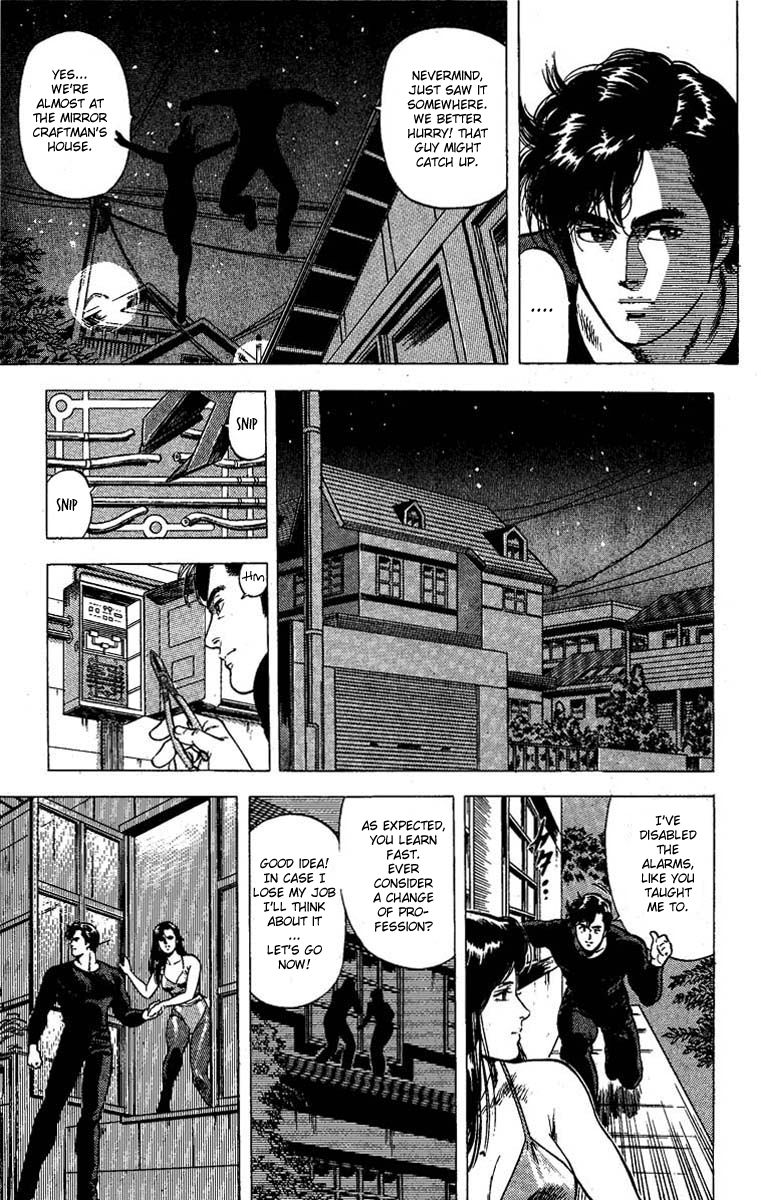 ....
NEVERMIND,
JUST SAW IT
SOMEWHERE.
WE BETTER
HURRY! THAT
GUY MIGHT
CATCH UP.
YES...
WE'RE
ALMOST AT
THE MIRROR
CRAFTMAN'S
HOUSE.
SNIP
SNIP
HM
I'VE
DISABLED
THE
ALARMS,
LIKE YOU
TAUGHT
ME TO.
AS EXPECTED,
YOU LEARN
FAST.
EVER
CONSIDER
A CHANGE
OF PRO-
FESSION?
GOOD IDEA!
IN CASE I
LOSE MY JOB
I'LL THINK
ABOUT IT
...
LET'S GO
NOW!